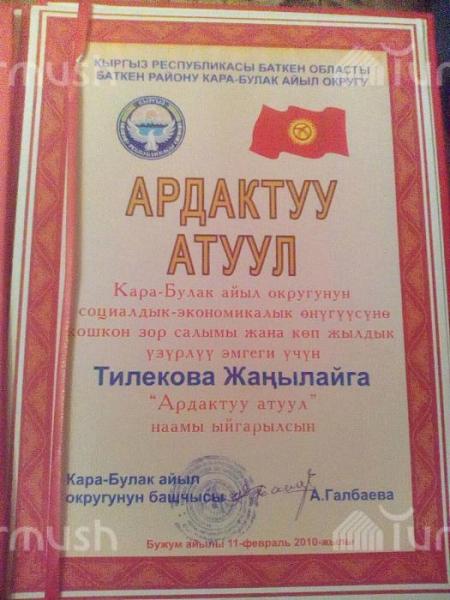 КЫРГЫЗ РЕСПУБЛИКАСЫ БАТКЕН ОБЛАСТЫ
БАТКЕН РАЙОНУ КАРА-БУЛАК АЙЫЛ ОКРУГУ
АРДАКТУУ
АТУУЛ
Кара-Булак айыл округунун
социалдык-экономикалык өнүгүүсүнө
кошкон зор салымы жана көп жылдык
үзүрлүү эмгеги үчүн
Тилекова Жаңылайга
"Ардактуу атуул"
наамы ыйгарылсын
Кара-Булак айыл
округунун башчысы А.Галбаева
Бужум айылы 11-февраль 2010-жылы